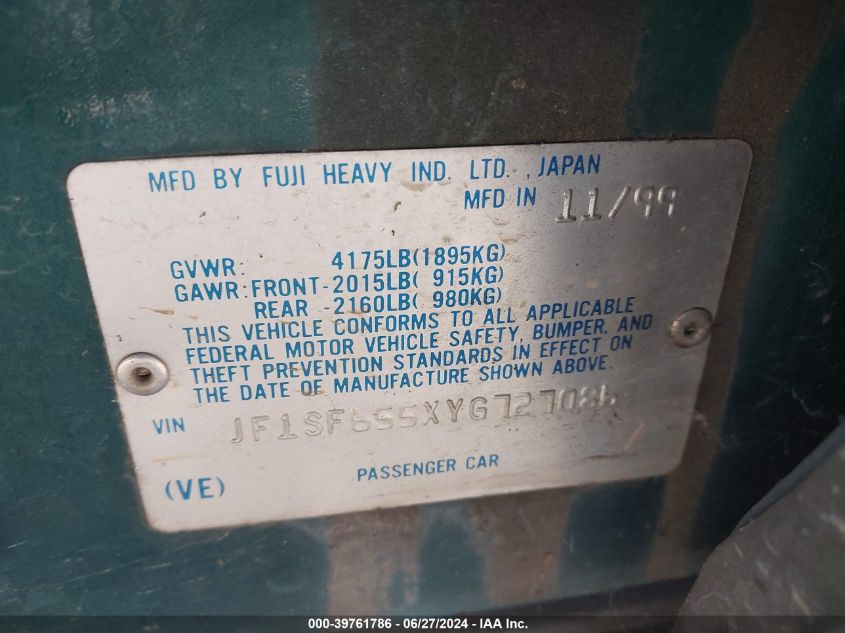 MFD BY FUJI HEAVY IND. LTD. , JAPAN
MFD IN 11/99
GVWR: 4175LB(1895KG)
GAWR:FRONT-2015LB( 915KG)
REAR -2160LB( 980KG)
THIS VEHICLE CONFORMS TO ALL APPLICABLE
FEDERAL MOTOR VEHICLE SAFETY, BUMPER, AND
THEFT PREVENTION STANDARDS IN EFFECT ON
THE DATE OF MANUFACTURE SHOWN ABOVE.
VIN JF1SF655XYG727086
PASSENGER CAR
(VE)
000-39761786 - 06/27/2024 - IAA Inc.